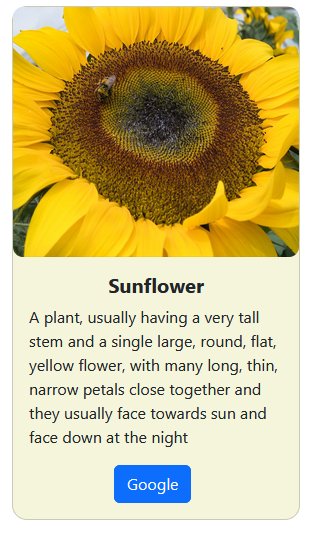 Sunflower
A plant, usually having a very tall
stem and a single large, round, flat,
yellow flower, with many long, thin,
narrow petals close together and
they usually face towards sun and
face down at the night
Google